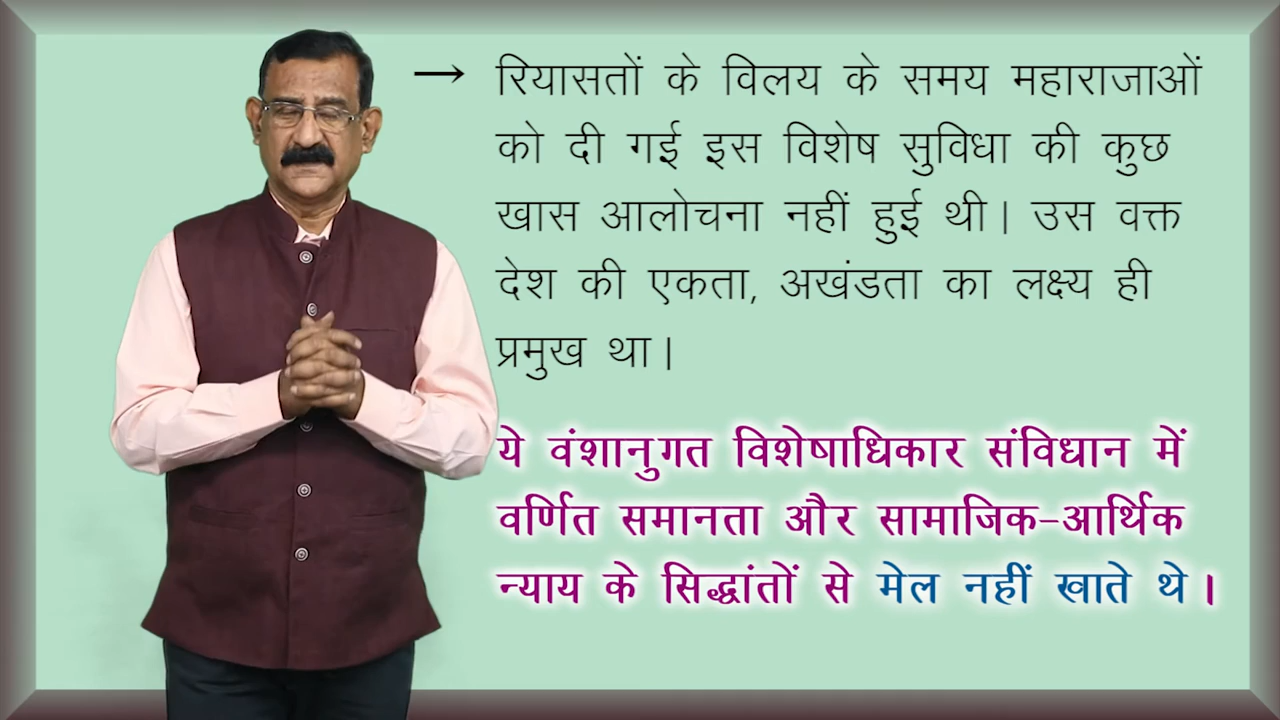 → रियासतों के विलय के समय महाराजाओं
को दी गई इस विशेष सुविधा की कुछ
खास आलोचना नहीं हुई थी। उस वक्त
देश की एकता, अखंडता का लक्ष्य ही
प्रमुख था।
ये वंशानुगत विशेषाधिकार संविधान में
वर्णित समानता और सामाजिक-आर्थिक
न्याय के सिद्धांतों से मेल नहीं खाते थे।